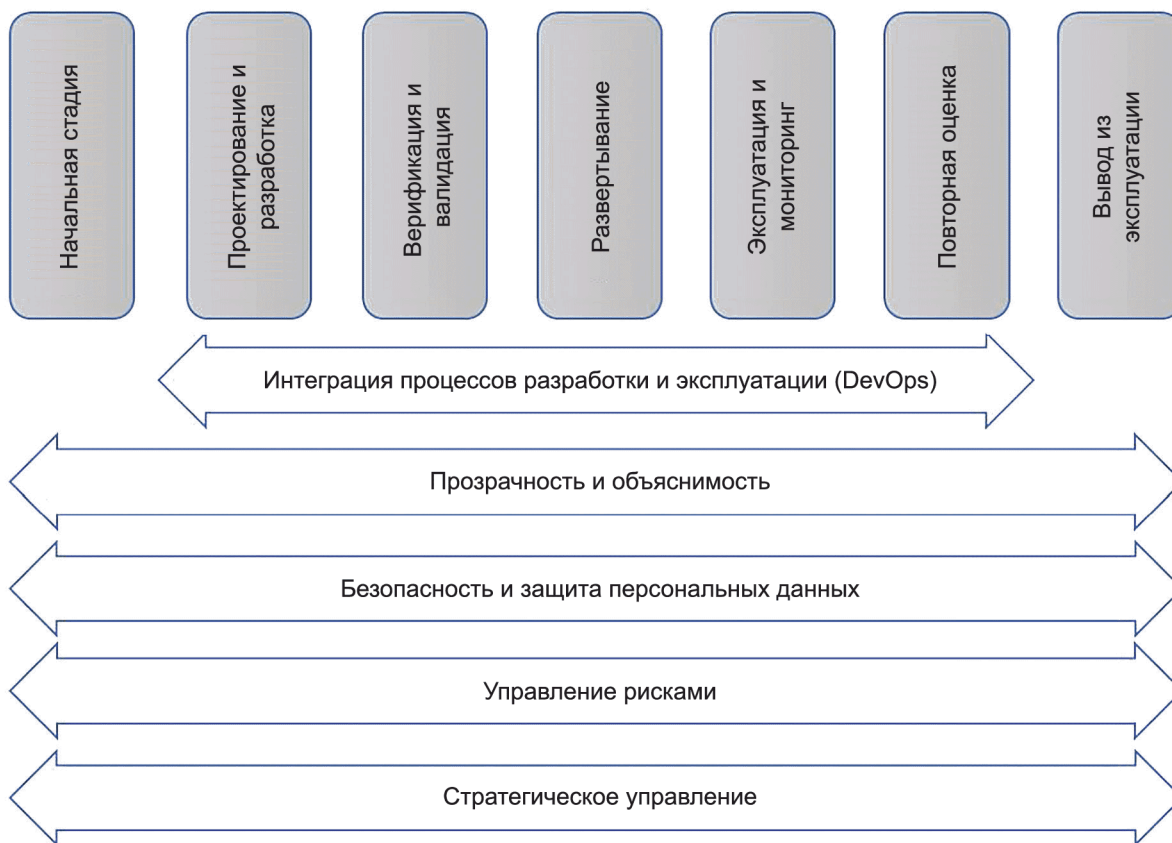 Начальная стадия
Проектирование и
разработка
Верификация и
валидация
Развертывание
Эксплуатация и
мониторинг
Повторная оценка
Вывод из
эксплуатации
Интеграция процессов разработки и эксплуатации (DevOps)
Прозрачность и объяснимость
Безопасность и защита персональных данных
Управление рисками
Стратегическое управление